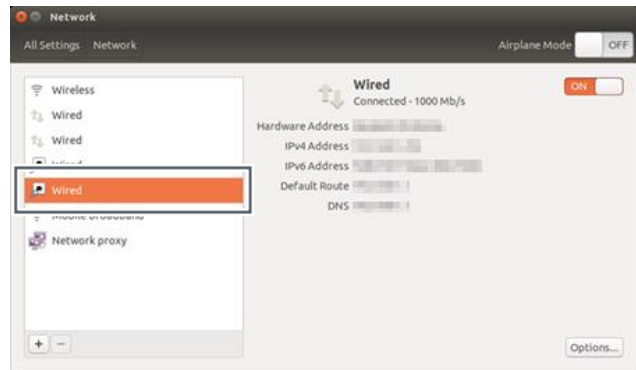 Network
All Settings Network
Airplane Mode OFF
Wireless
Wired
Wired
Wired
Network proxy
+ −
Wired
ON
Connected - 1000 Mb/s
Hardware Address
IPv4 Address
IPv6 Address
Default Route
DNS
Options...